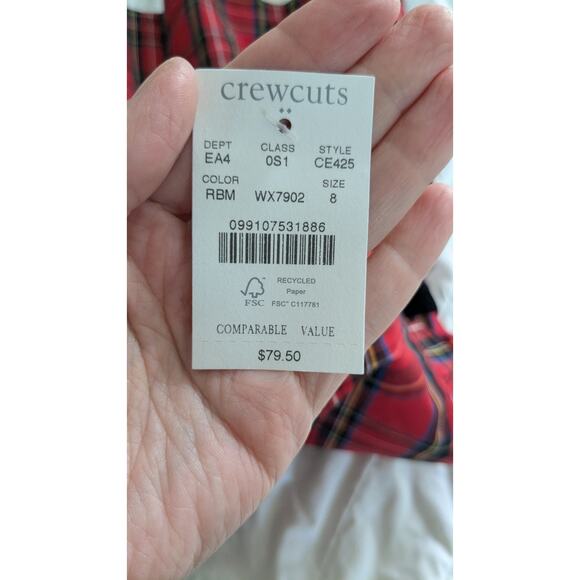 crewcuts
DEPT CLASS STYLE
EA4 0S1 CE425
COLOR SIZE
RBM WX7902 8
099107531886
RECYCLED
Paper
FSC FSC™ C117781
COMPARABLE VALUE
$79.50